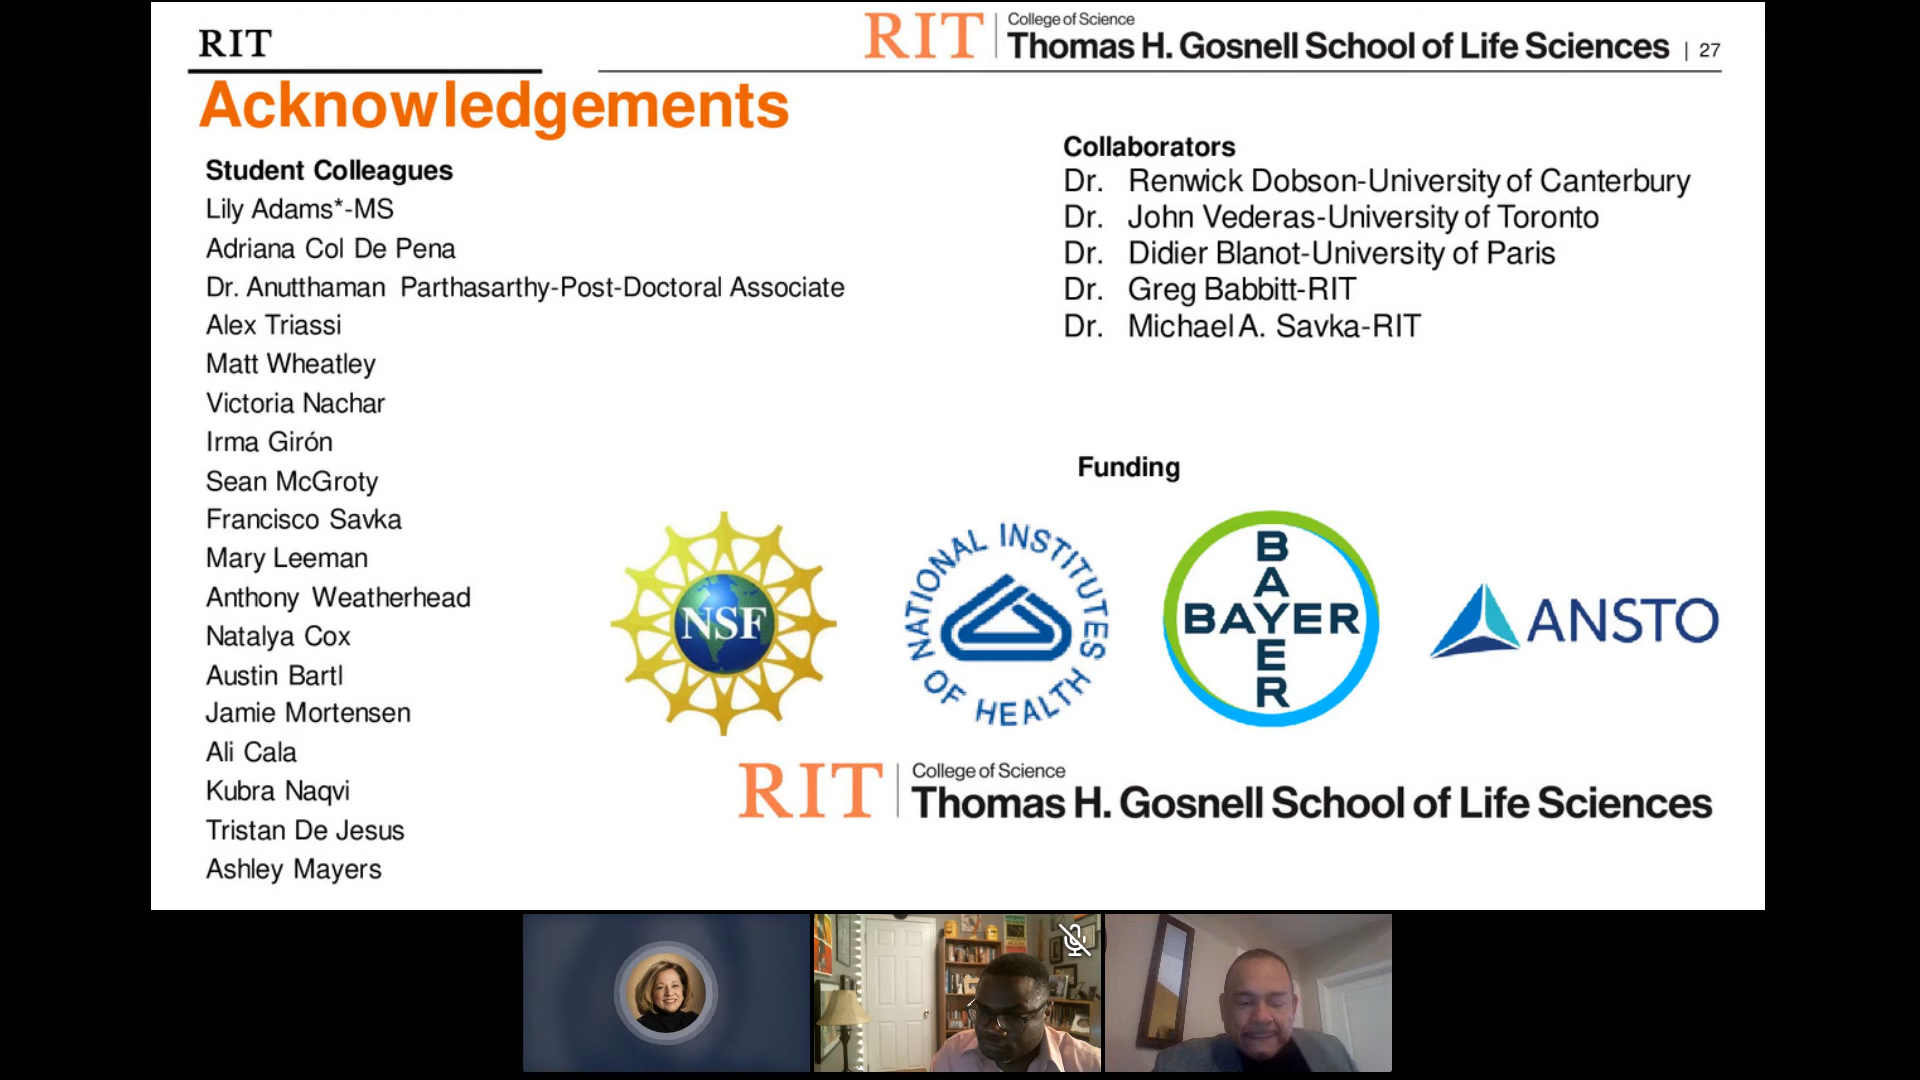 RIT
RIT College of Science
Thomas H. Gosnell School of Life Sciences | 27
Acknowledgements
Student Colleagues
Lily Adams*-MS
Adriana Col De Pena
Dr. Anutthaman Parthasarthy-Post-Doctoral Associate
Alex Triassi
Matt Wheatley
Victoria Nachar
Irma Girón
Sean McGroty
Francisco Savka
Mary Leeman
Anthony Weatherhead
Natalya Cox
Austin Bartl
Jamie Mortensen
Ali Cala
Kubra Naqvi
Tristan De Jesus
Ashley Mayers
Collaborators
Dr. Renwick Dobson-University of Canterbury
Dr. John Vederas-University of Toronto
Dr. Didier Blanot-University of Paris
Dr. Greg Babbitt-RIT
Dr. Michael A. Savka-RIT
Funding
NSF
NATIONAL INSTITUTES OF HEALTH
BAYER
BAYER
ANSTO
RIT College of Science
Thomas H. Gosnell School of Life Sciences